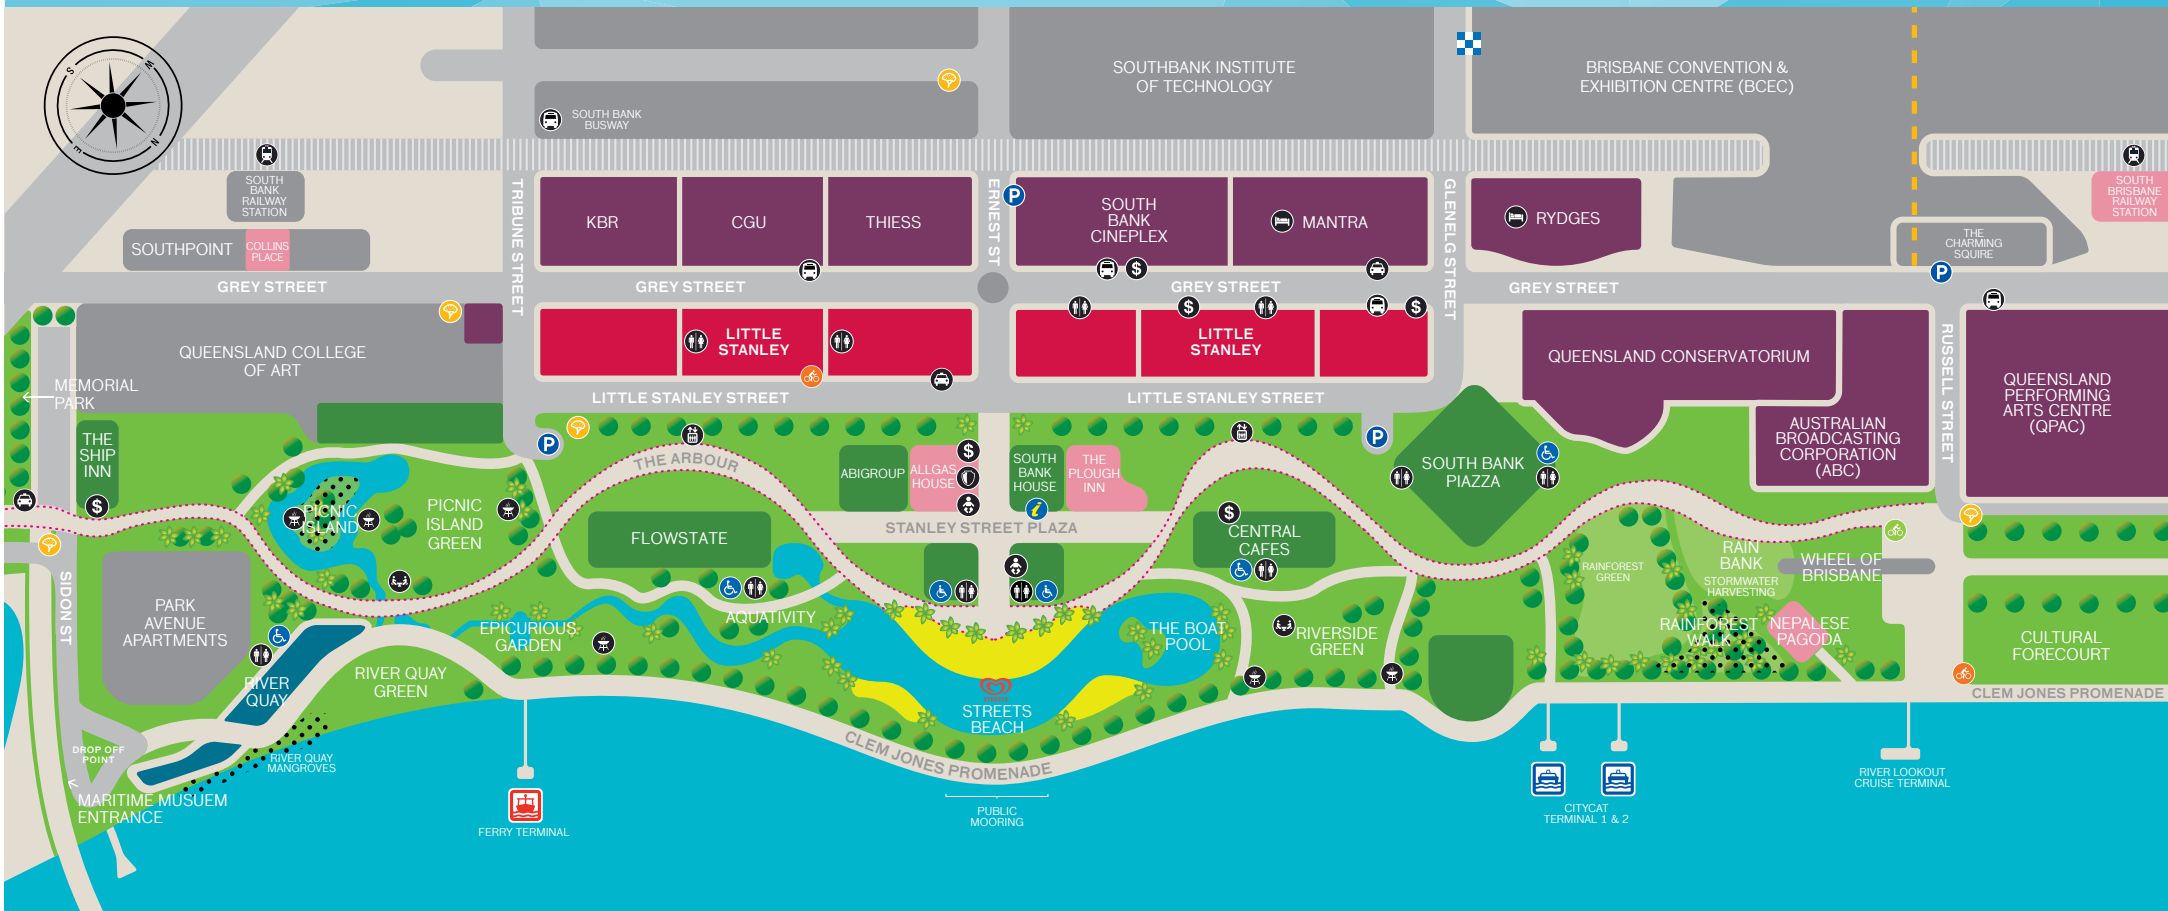 S
W
N
E
SOUTH BANK
BUSWAY
SOUTHBANK INSTITUTE
OF TECHNOLOGY
BRISBANE CONVENTION &
EXHIBITION CENTRE (BCEC)
SOUTH
BANK
RAILWAY
STATION
SOUTHPOINT
COLLINS
PLACE
TRIBUNE STREET
KBR
CGU
THIESS
ERNEST ST
P
SOUTH
BANK
CINEPLEX
MANTRA
GLENELG STREET
RYDGES
THE
CHARMING
SQUIRE
SOUTH
BRISBANE
RAILWAY
STATION
GREY STREET
GREY STREET
$
GREY STREET
GREY STREET
P
QUEENSLAND COLLEGE
OF ART
MEMORIAL
PARK
LITTLE
STANLEY
$
$
LITTLE
STANLEY
LITTLE STANLEY STREET
LITTLE STANLEY STREET
QUEENSLAND CONSERVATORIUM
RUSSELL STREET
QUEENSLAND
PERFORMING
ARTS CENTRE
(QPAC)
AUSTRALIAN
BROADCASTING
CORPORATION
(ABC)
THE
SHIP
INN
$
P
THE ARBOUR
ABIGROUP
ALLGAS
HOUSE
$
SOUTH
BANK
HOUSE
i
THE
PLOUGH
INN
P
SOUTH BANK
PIAZZA
PICNIC
ISLAND
PICNIC
ISLAND
GREEN
FLOWSTATE
STANLEY STREET PLAZA
$
CENTRAL
CAFES
RAINFOREST
GREEN
RAIN
BANK
STORMWATER
HARVESTING
WHEEL OF
BRISBANE
SIDON ST
PARK
AVENUE
APARTMENTS
EPICURIOUS
GARDEN
AQUATIVITY
THE BOAT
POOL
RIVERSIDE
GREEN
RAINFOREST
WALK
NEPALESE
PAGODA
CULTURAL
FORECOURT
RIVER
QUAY
RIVER QUAY
GREEN
STREETS
BEACH
CLEM JONES PROMENADE
CLEM JONES PROMENADE
DROP OFF
POINT
RIVER QUAY
MANGROVES
MARITIME MUSUEM
ENTRANCE
FERRY TERMINAL
PUBLIC
MOORING
CITYCAT
TERMINAL 1 & 2
RIVER LOOKOUT
CRUISE TERMINAL